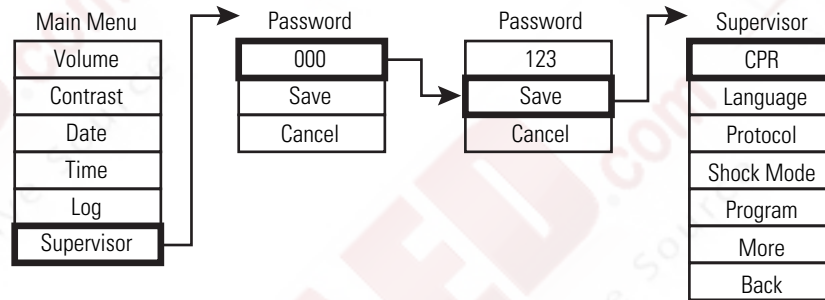 Main Menu
Volume
Contrast
Date
Time
Log
Supervisor
Password
000
Save
Cancel
Password
123
Save
Cancel
Supervisor
CPR
Language
Protocol
Shock Mode
Program
More
Back